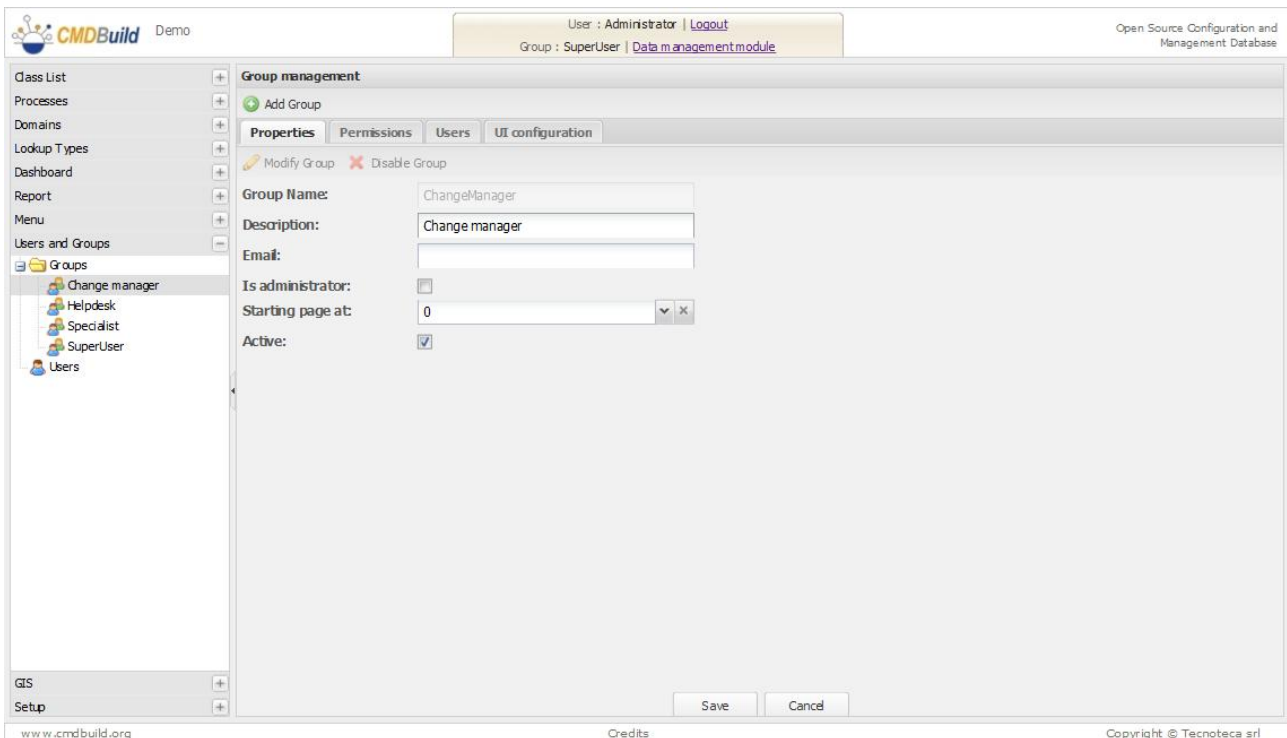 CMDBuild Demo
User : Administrator | Logout
Group : SuperUser | Data management module
Open Source Configuration and
Management Database
Class List
Processes
Domains
Lookup Types
Dashboard
Report
Menu
Users and Groups
Groups
Change manager
Helpdesk
Specialist
SuperUser
Users
GIS
Setup
Group management
Add Group
Properties Permissions Users UI configuration
Modify Group Disable Group
Group Name: ChangeManager
Description: Change manager
Email:
Is administrator:
Starting page at: 0
Active:
Save Cancel
www.cmdbuild.org Credits Copyright © Tecnoteca srl